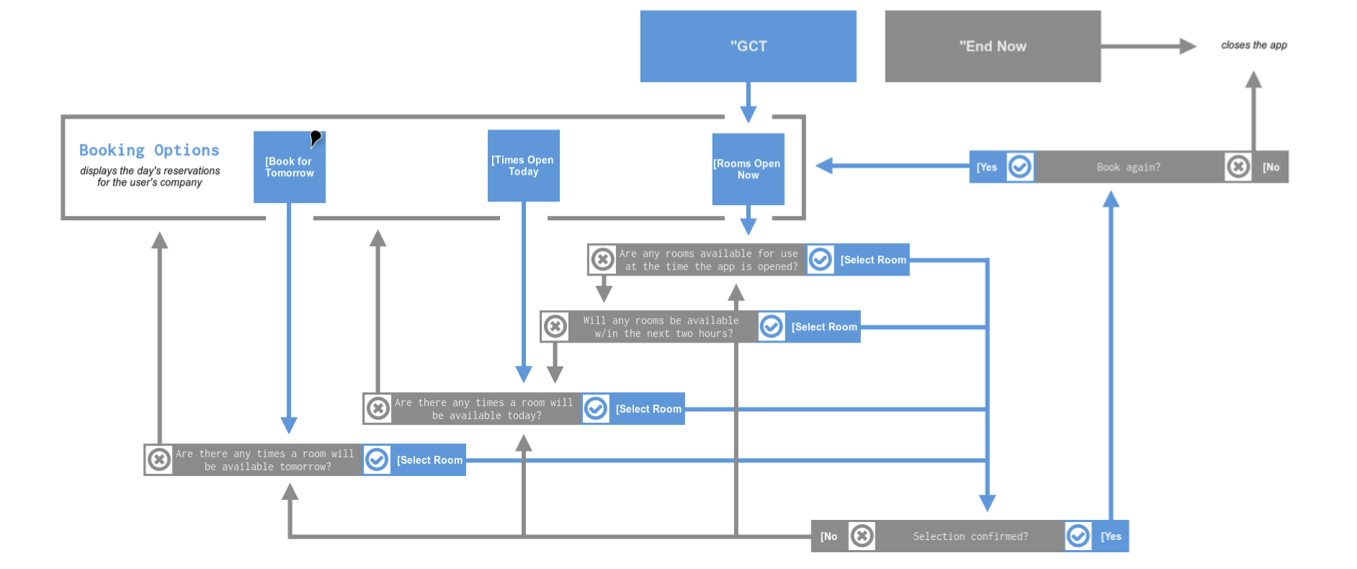 "GCT
"End Now
closes the app
Booking Options
displays the day's reservations
for the user's company
[Book for
Tomorrow
[Times Open
Today
[Rooms Open
Now
[Yes
Book again?
[No
Are any rooms available for use
at the time the app is opened?
[Select Room
Will any rooms be available
w/in the next two hours?
[Select Room
Are there any times a room will
be available today?
[Select Room
Are there any times a room will
be available tomorrow?
[Select Room
[No
Selection confirmed?
[Yes